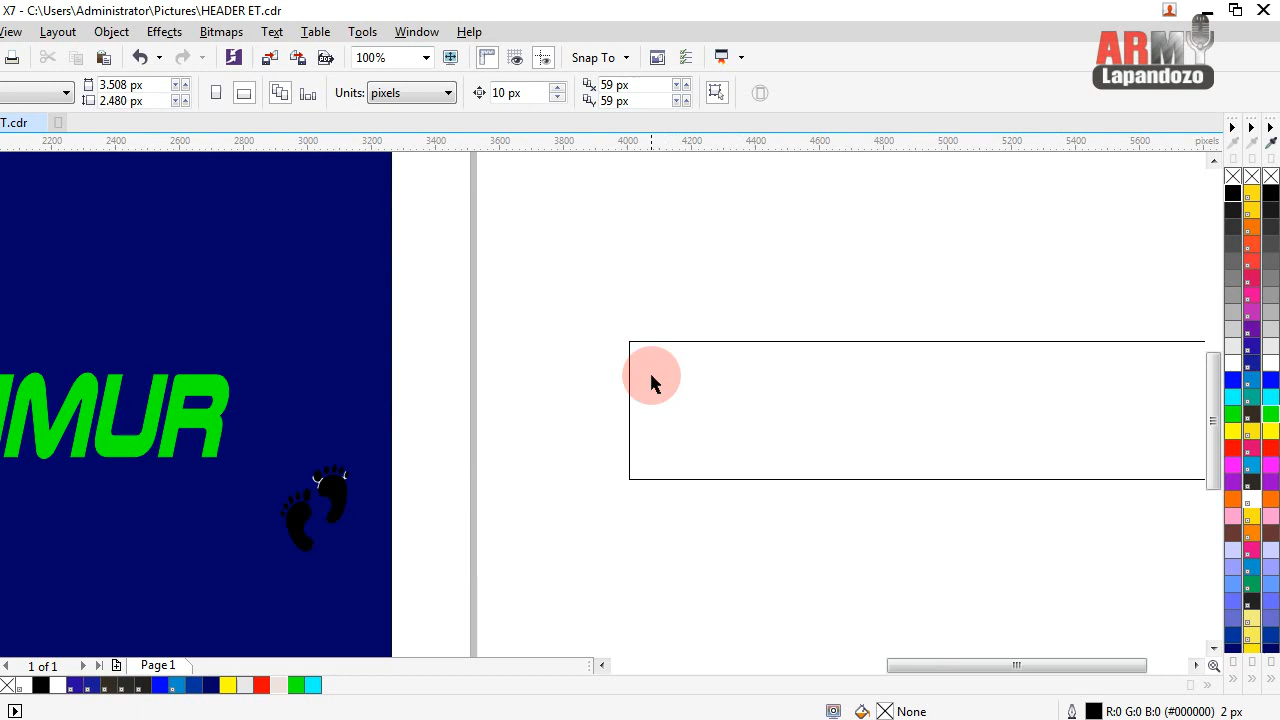 X7 - C:\Users\Administrator\Pictures\HEADER ET.cdr
View Layout Object Effects Bitmaps Text Table Tools Window Help
100% Snap To
3.508 px
2.480 px
Units: pixels
10 px
59 px
59 px
ARM
Lapandozo
T.cdr
2200 2400 2600 2800 3000 3200 3400 3600 3800 4000 4200 4400 4600 4800 5000 5200 5400 5600 pixels
IMUR
1 of 1
Page 1
None
R:0 G:0 B:0 (#000000) 2 px